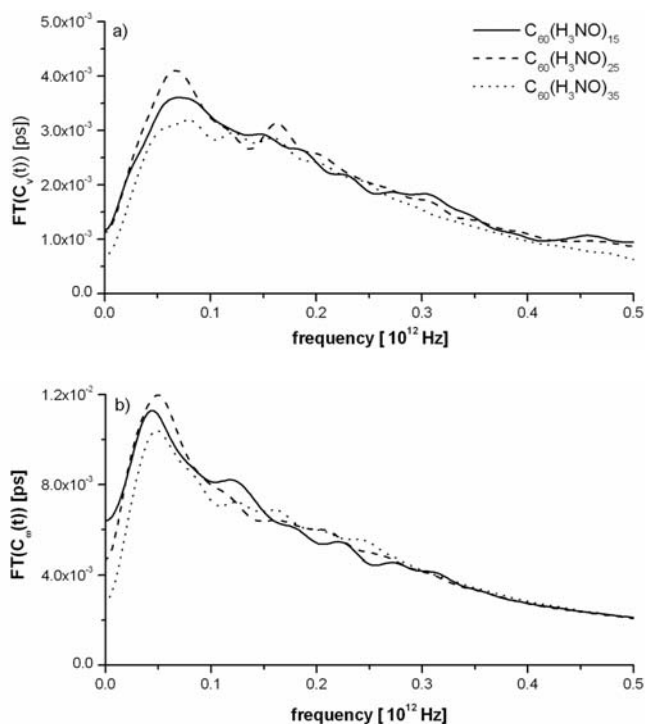 a)
C₆₀(H₃NO)₁₅
C₆₀(H₃NO)₂₅
C₆₀(H₃NO)₃₅
5.0x10⁻³
4.0x10⁻³
3.0x10⁻³
2.0x10⁻³
1.0x10⁻³
0.0
FT(Cᵥ(t)) [ps]
0.0 0.1 0.2 0.3 0.4 0.5
frequency [ 10¹² Hz]
b)
1.2x10⁻²
8.0x10⁻³
4.0x10⁻³
0.0
FT(C_ω(t)) [ps]
0.0 0.1 0.2 0.3 0.4 0.5
frequency [ 10¹² Hz]